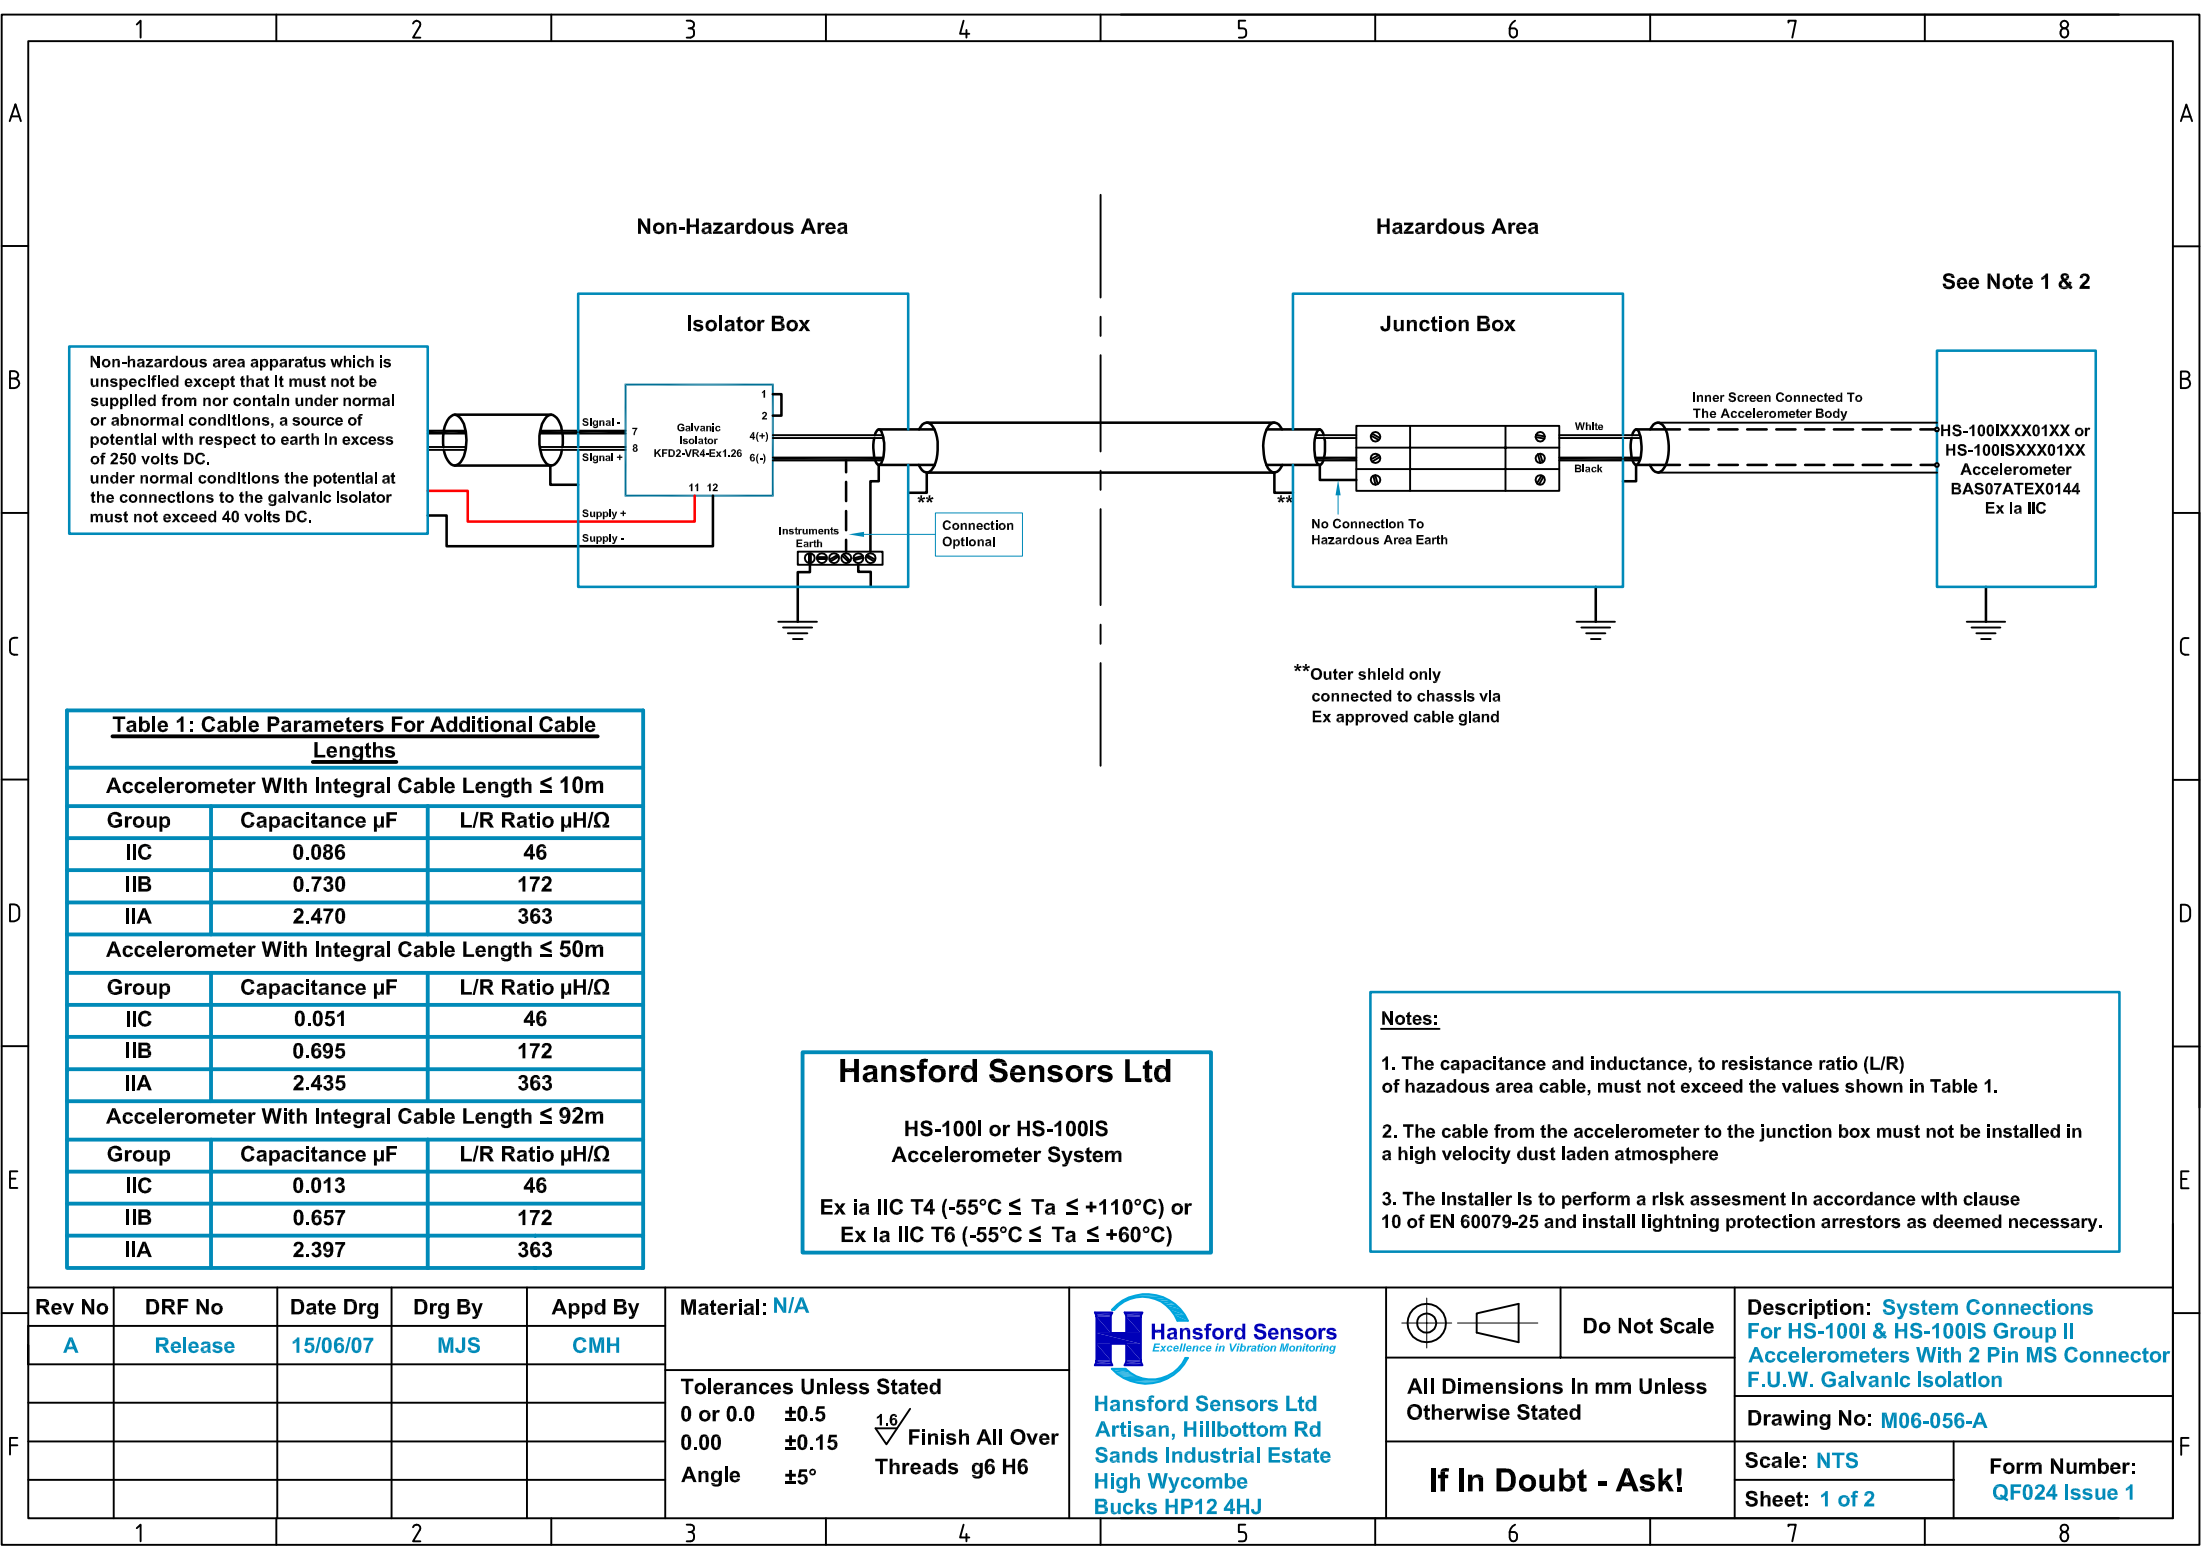 1 2 3 4 5 6 7 8
A A
B B
C C
D D
E E
F F
Non-Hazardous Area
Hazardous Area
See Note 1 & 2
Non-hazardous area apparatus which is
unspecified except that it must not be
supplied from nor contain under normal
or abnormal conditions, a source of
potential with respect to earth in excess
of 250 volts DC.
under normal conditions the potential at
the connections to the galvanic isolator
must not exceed 40 volts DC.
Isolator Box
Signal -
Signal +
Supply +
Supply -
7
8
Galvanic
Isolator
KFD2-VR4-Ex1.26
1
2
4(+)
6(-)
11 12
Instruments
Earth
**
Connection
Optional
Junction Box
**
White
Black
No Connection To
Hazardous Area Earth
Inner Screen Connected To
The Accelerometer Body
HS-100IXXX01XX or
HS-100ISXXX01XX
Accelerometer
BAS07ATEX0144
Ex ia IIC
**Outer shield only
connected to chassis via
Ex approved cable gland
Table 1: Cable Parameters For Additional Cable
Lengths
Accelerometer With Integral Cable Length ≤ 10m
Group Capacitance µF L/R Ratio µH/Ω
IIC 0.086 46
IIB 0.730 172
IIA 2.470 363
Accelerometer With Integral Cable Length ≤ 50m
Group Capacitance µF L/R Ratio µH/Ω
IIC 0.051 46
IIB 0.695 172
IIA 2.435 363
Accelerometer With Integral Cable Length ≤ 92m
Group Capacitance µF L/R Ratio µH/Ω
IIC 0.013 46
IIB 0.657 172
IIA 2.397 363
Hansford Sensors Ltd
HS-100I or HS-100IS
Accelerometer System
Ex ia IIC T4 (-55°C ≤ Ta ≤ +110°C) or
Ex ia IIC T6 (-55°C ≤ Ta ≤ +60°C)
Notes:
1. The capacitance and inductance, to resistance ratio (L/R)
of hazadous area cable, must not exceed the values shown in Table 1.
2. The cable from the accelerometer to the junction box must not be installed in
a high velocity dust laden atmosphere
3. The Installer is to perform a risk assesment in accordance with clause
10 of EN 60079-25 and install lightning protection arrestors as deemed necessary.
Rev No DRF No Date Drg Drg By Appd By
A Release 15/06/07 MJS CMH
Material: N/A
Tolerances Unless Stated
0 or 0.0 ±0.5
0.00 ±0.15
Angle ±5°
1.6
Finish All Over
Threads g6 H6
H
Hansford Sensors
Excellence in Vibration Monitoring
Hansford Sensors Ltd
Artisan, Hillbottom Rd
Sands Industrial Estate
High Wycombe
Bucks HP12 4HJ
Do Not Scale
All Dimensions In mm Unless
Otherwise Stated
If In Doubt - Ask!
Description: System Connections
For HS-100I & HS-100IS Group II
Accelerometers With 2 Pin MS Connector
F.U.W. Galvanic Isolation
Drawing No: M06-056-A
Scale: NTS
Sheet: 1 of 2
Form Number:
QF024 Issue 1
1 2 3 4 5 6 7 8